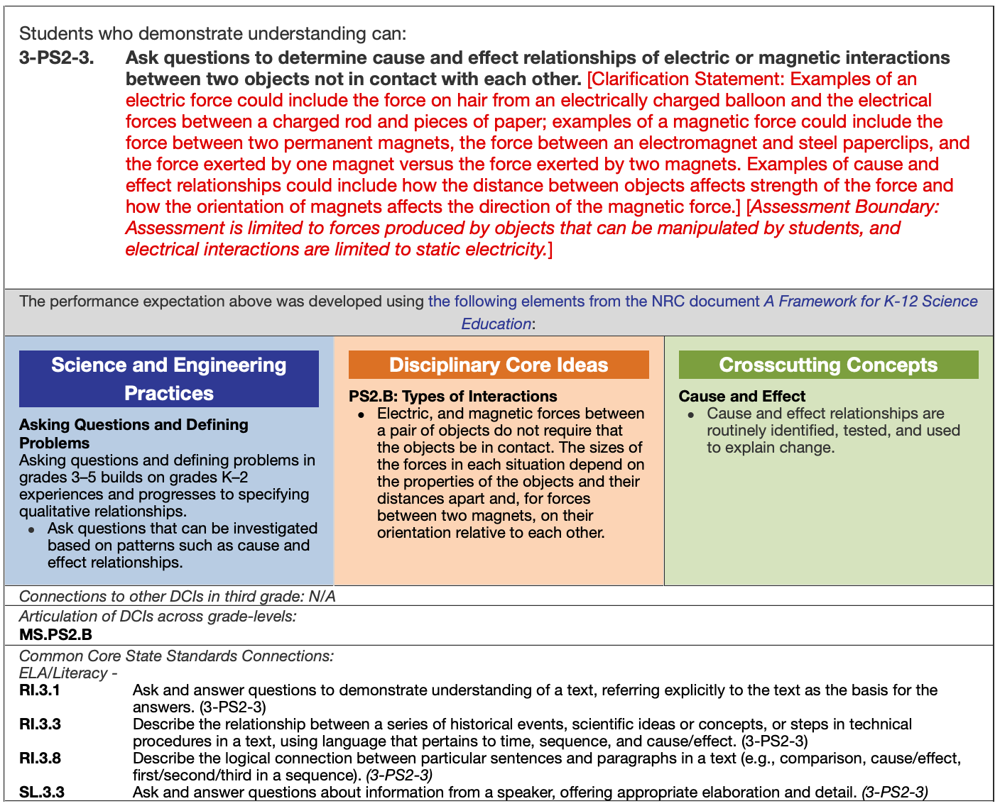 Students who demonstrate understanding can:
3-PS2-3. Ask questions to determine cause and effect relationships of electric or magnetic interactions
between two objects not in contact with each other. [Clarification Statement: Examples of an
electric force could include the force on hair from an electrically charged balloon and the electrical
forces between a charged rod and pieces of paper; examples of a magnetic force could include the
force between two permanent magnets, the force between an electromagnet and steel paperclips, and
the force exerted by one magnet versus the force exerted by two magnets. Examples of cause and
effect relationships could include how the distance between objects affects strength of the force and
how the orientation of magnets affects the direction of the magnetic force.] [Assessment Boundary:
Assessment is limited to forces produced by objects that can be manipulated by students, and
electrical interactions are limited to static electricity.]
The performance expectation above was developed using the following elements from the NRC document A Framework for K-12 Science
Education:
Science and Engineering
Practices
Asking Questions and Defining
Problems
Asking questions and defining problems in
grades 3–5 builds on grades K–2
experiences and progresses to specifying
qualitative relationships.
• Ask questions that can be investigated
based on patterns such as cause and
effect relationships.
Disciplinary Core Ideas
PS2.B: Types of Interactions
• Electric, and magnetic forces between
a pair of objects do not require that
the objects be in contact. The sizes of
the forces in each situation depend on
the properties of the objects and their
distances apart and, for forces
between two magnets, on their
orientation relative to each other.
Crosscutting Concepts
Cause and Effect
• Cause and effect relationships are
routinely identified, tested, and used
to explain change.
Connections to other DCIs in third grade: N/A
Articulation of DCIs across grade-levels:
MS.PS2.B
Common Core State Standards Connections:
ELA/Literacy -
RI.3.1 Ask and answer questions to demonstrate understanding of a text, referring explicitly to the text as the basis for the
answers. (3-PS2-3)
RI.3.3 Describe the relationship between a series of historical events, scientific ideas or concepts, or steps in technical
procedures in a text, using language that pertains to time, sequence, and cause/effect. (3-PS2-3)
RI.3.8 Describe the logical connection between particular sentences and paragraphs in a text (e.g., comparison, cause/effect,
first/second/third in a sequence). (3-PS2-3)
SL.3.3 Ask and answer questions about information from a speaker, offering appropriate elaboration and detail. (3-PS2-3)